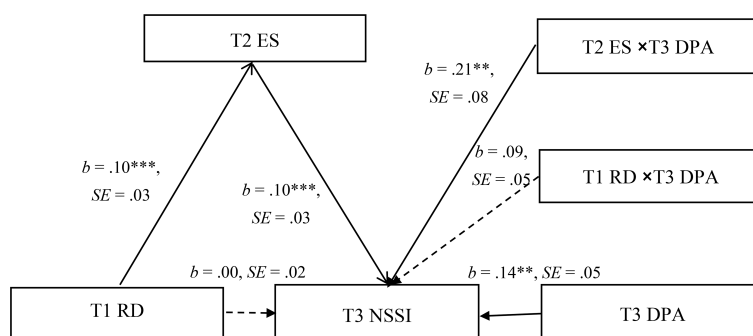 T2 ES
T2 ES ×T3 DPA
b = .21**,
SE = .08
b = .10***,
SE = .03
b = .10***,
SE = .03
b = .09,
SE = .05
T1 RD ×T3 DPA
b = .00, SE = .02
b = .14**, SE = .05
T1 RD
T3 NSSI
T3 DPA